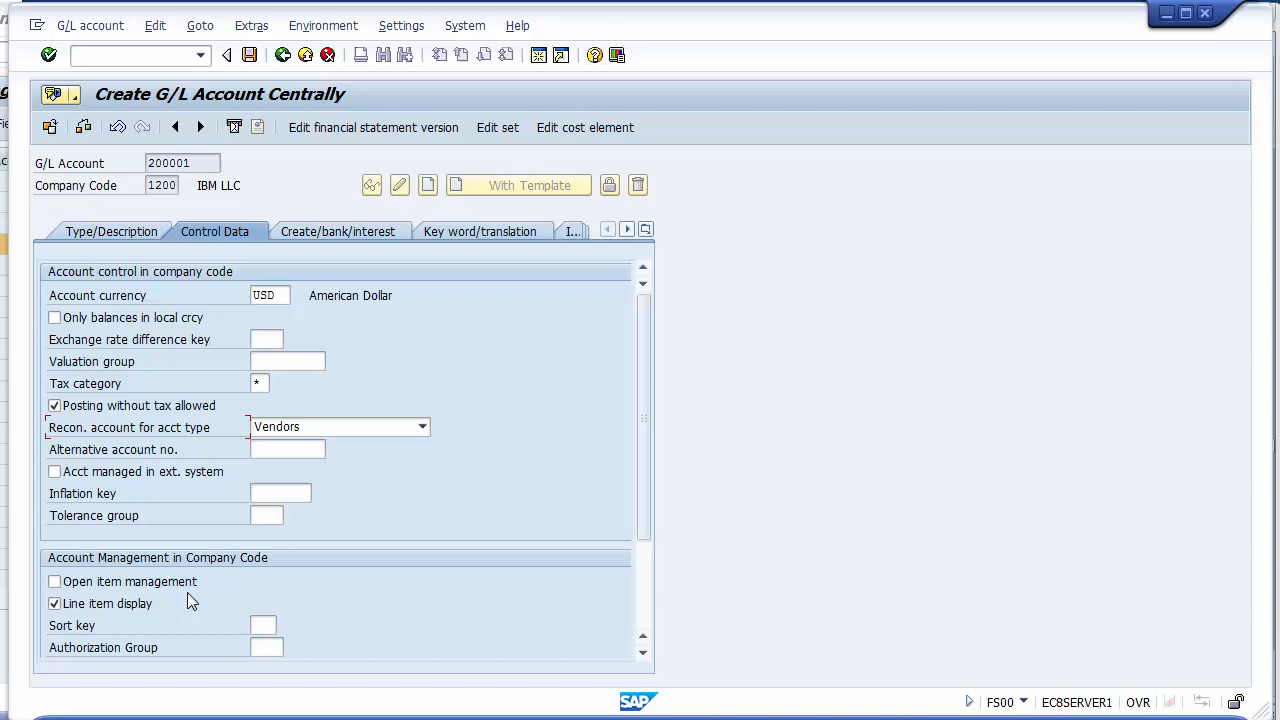 G/L account Edit Goto Extras Environment Settings System Help
Create G/L Account Centrally
Edit financial statement version Edit set Edit cost element
G/L Account 200001
Company Code 1200 IBM LLC
With Template
Type/Description Control Data Create/bank/interest Key word/translation I...
Account control in company code
Account currency USD American Dollar
Only balances in local crcy
Exchange rate difference key
Valuation group
Tax category *
Posting without tax allowed
Recon. account for acct type Vendors
Alternative account no.
Acct managed in ext. system
Inflation key
Tolerance group
Account Management in Company Code
Open item management
Line item display
Sort key
Authorization Group
SAP FS00 EC8SERVER1 OVR